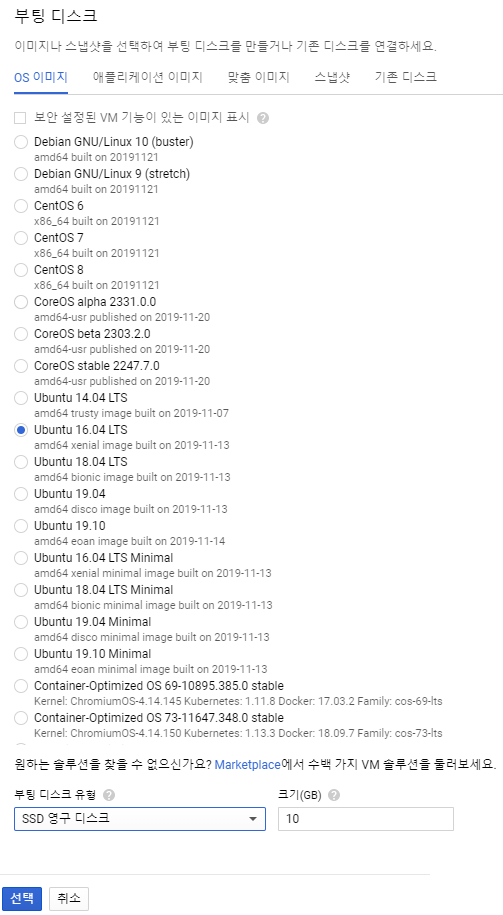 부팅 디스크
이미지나 스냅샷을 선택하여 부팅 디스크를 만들거나 기존 디스크를 연결하세요.
OS 이미지 애플리케이션 이미지 맞춤 이미지 스냅샷 기존 디스크
보안 설정된 VM 기능이 있는 이미지 표시 ?
Debian GNU/Linux 10 (buster)
amd64 built on 20191121
Debian GNU/Linux 9 (stretch)
amd64 built on 20191121
CentOS 6
x86_64 built on 20191121
CentOS 7
x86_64 built on 20191121
CentOS 8
x86_64 built on 20191121
CoreOS alpha 2331.0.0
amd64-usr published on 2019-11-20
CoreOS beta 2303.2.0
amd64-usr published on 2019-11-20
CoreOS stable 2247.7.0
amd64-usr published on 2019-11-20
Ubuntu 14.04 LTS
amd64 trusty image built on 2019-11-07
Ubuntu 16.04 LTS
amd64 xenial image built on 2019-11-13
Ubuntu 18.04 LTS
amd64 bionic image built on 2019-11-13
Ubuntu 19.04
amd64 disco image built on 2019-11-13
Ubuntu 19.10
amd64 eoan image built on 2019-11-14
Ubuntu 16.04 LTS Minimal
amd64 xenial minimal image built on 2019-11-13
Ubuntu 18.04 LTS Minimal
amd64 bionic minimal image built on 2019-11-13
Ubuntu 19.04 Minimal
amd64 disco minimal image built on 2019-11-13
Ubuntu 19.10 Minimal
amd64 eoan minimal image built on 2019-11-13
Container-Optimized OS 69-10895.385.0 stable
Kernel: ChromiumOS-4.14.145 Kubernetes: 1.11.8 Docker: 17.03.2 Family: cos-69-lts
Container-Optimized OS 73-11647.348.0 stable
Kernel: ChromiumOS-4.14.150 Kubernetes: 1.13.3 Docker: 18.09.7 Family: cos-73-lts
원하는 솔루션을 찾을 수 없으신가요? Marketplace에서 수백 가지 VM 솔루션을 둘러보세요.
부팅 디스크 유형 ? 크기(GB) ?
SSD 영구 디스크 10
선택 취소